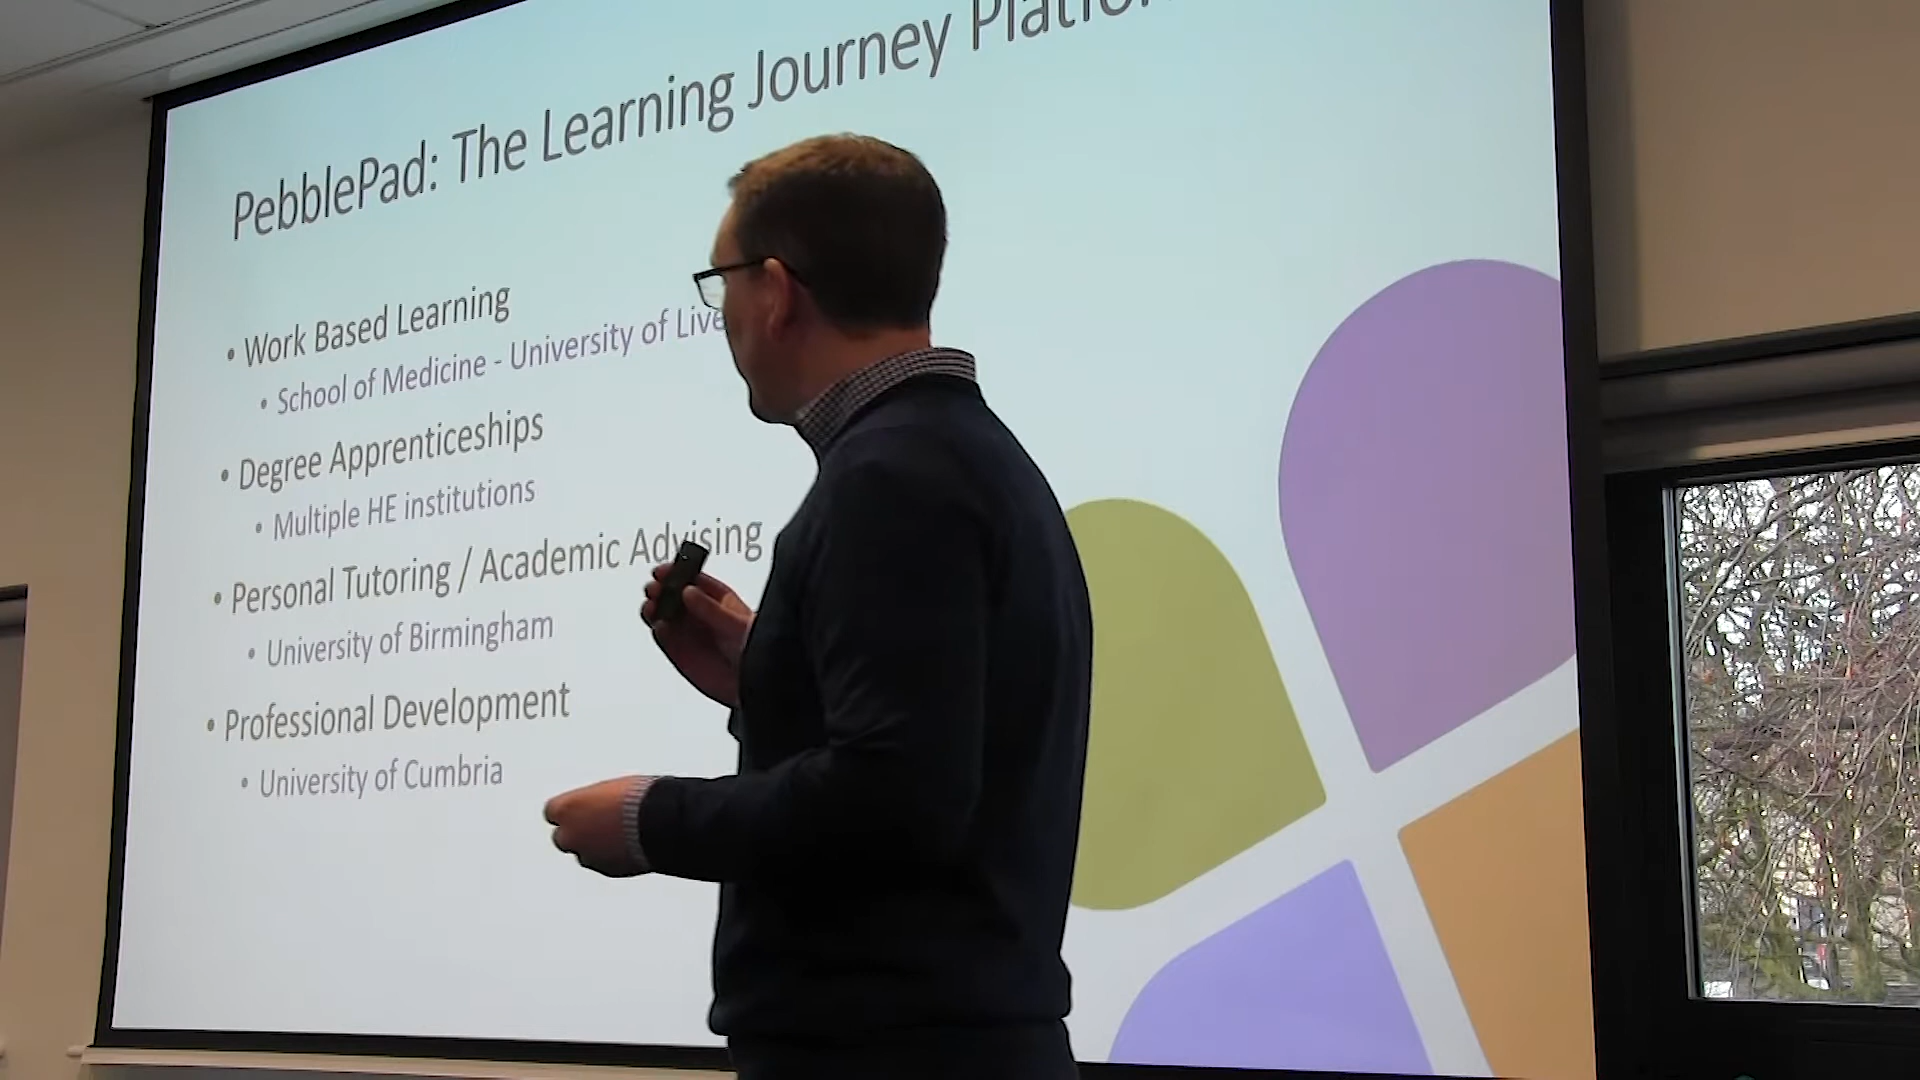 PebblePad: The Learning Journey
• Work Based Learning
• School of Medicine - University of
• Degree Apprenticeships
• Multiple HE institutions
• Personal Tutoring / Academic Advising
• University of Birmingham
• Professional Development
• University of Cumbria